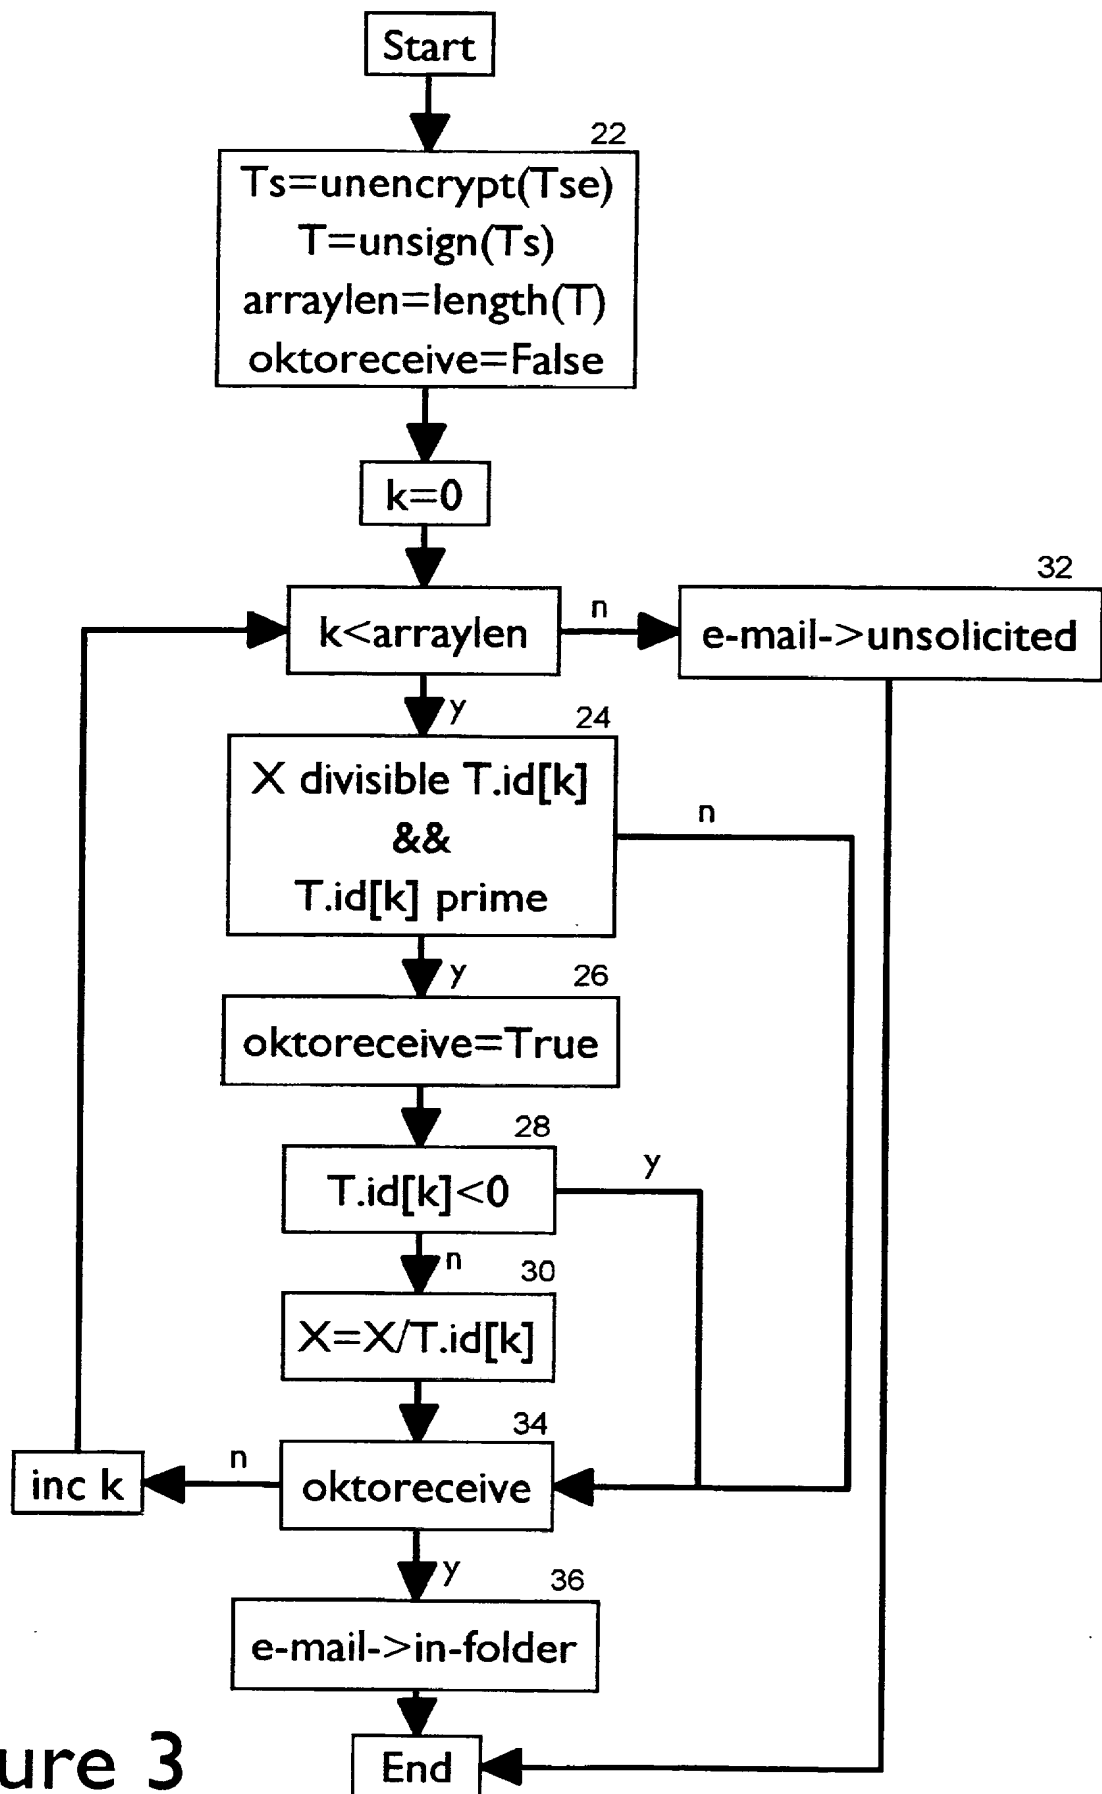 Start
22
Ts=unencrypt(Tse)
T=unsign(Ts)
arraylen=length(T)
oktoreceive=False
k=0
32
k<arraylen
n
e-mail->unsolicited
y
24
X divisible T.id[k]
&&
T.id[k] prime
n
y
26
oktoreceive=True
28
T.id[k]<0
y
n
30
X=X/T.id[k]
34
oktoreceive
n
inc k
y
36
e-mail->in-folder
End
ure 3